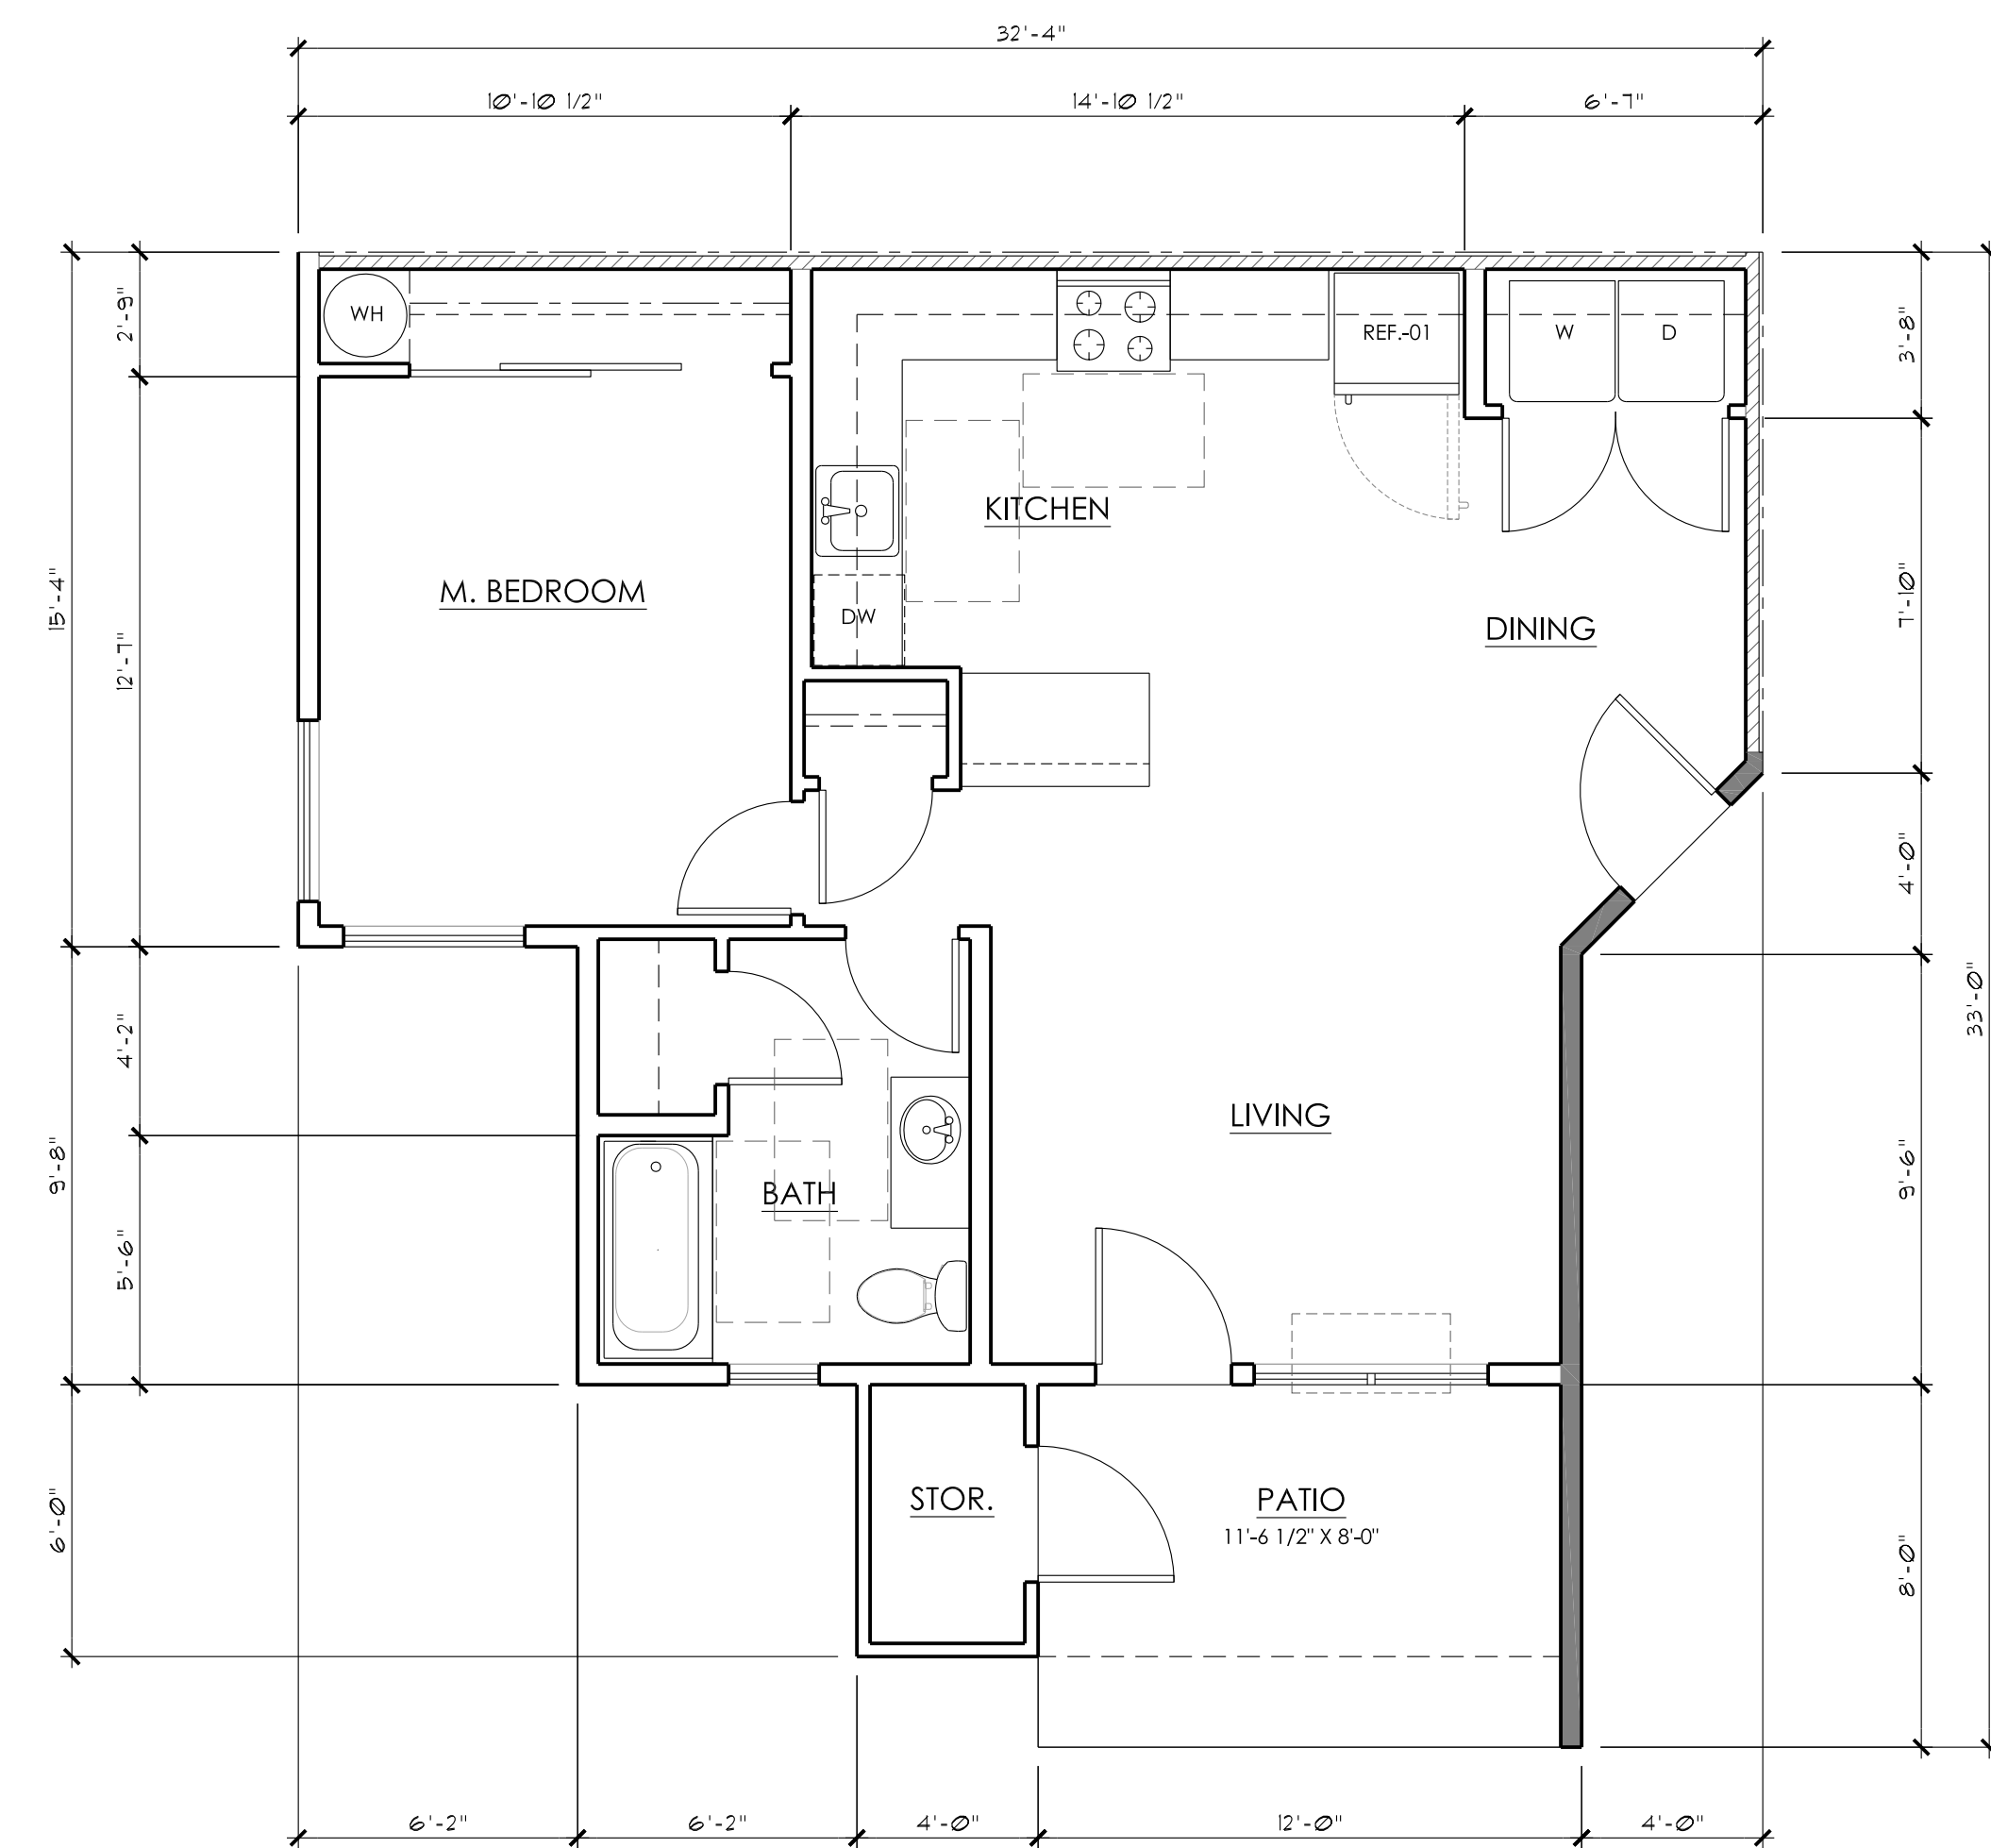 32'-4"
10'-10 1/2"
14'-10 1/2"
6'-7"
WH
REF.-01
W
D
2'-9"
3'-8"
KITCHEN
M. BEDROOM
DW
DINING
15'-4"
12'-7"
7'-10"
4'-0"
33'-0"
4'-2"
LIVING
BATH
9'-8"
9'-6"
5'-6"
STOR.
PATIO
11'-6 1/2" X 8'-0"
6'-0"
8'-0"
6'-2"
6'-2"
4'-0"
12'-0"
4'-0"